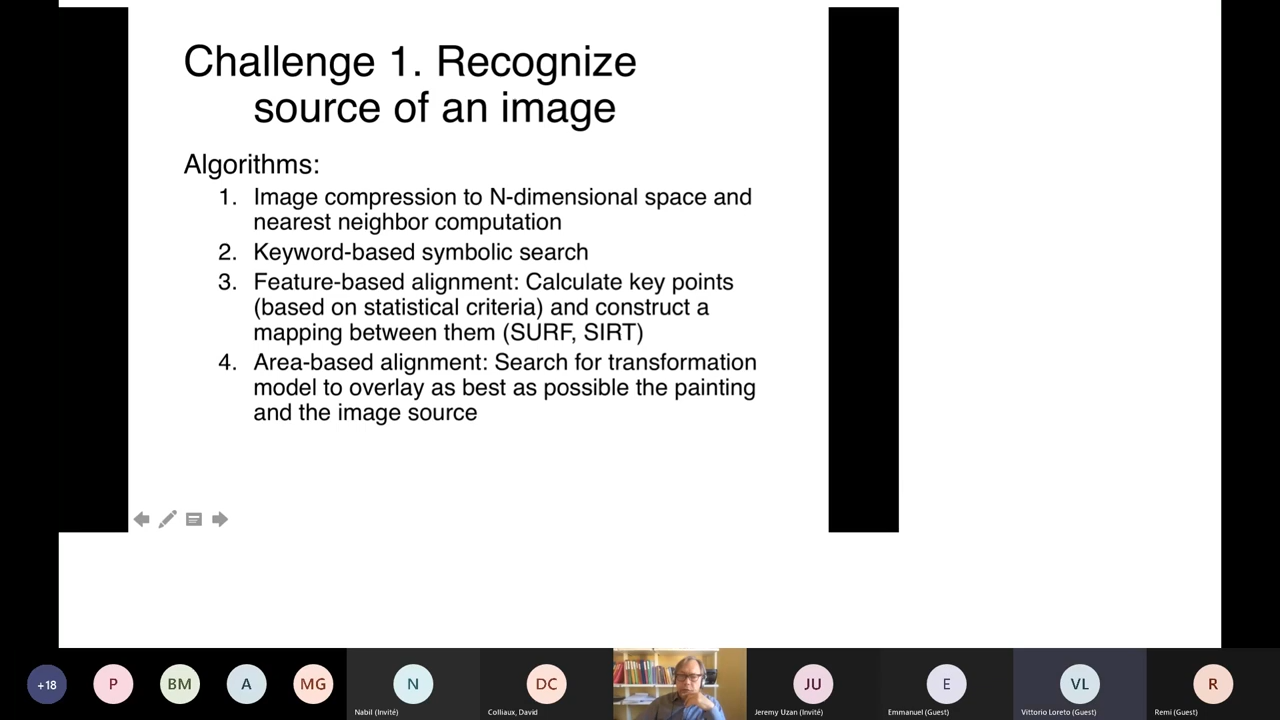 Challenge 1. Recognize
source of an image
Algorithms:
1. Image compression to N-dimensional space and
nearest neighbor computation
2. Keyword-based symbolic search
3. Feature-based alignment: Calculate key points
(based on statistical criteria) and construct a
mapping between them (SURF, SIRT)
4. Area-based alignment: Search for transformation
model to overlay as best as possible the painting
and the image source
+18
P
BM
A
MG
N
DC
JU
E
VL
R
Nabil (Invité)
Colliaux, David
Jeremy Uzan (Invité)
Emmanuel (Guest)
Vittorio Loreto (Guest)
Remi (Guest)